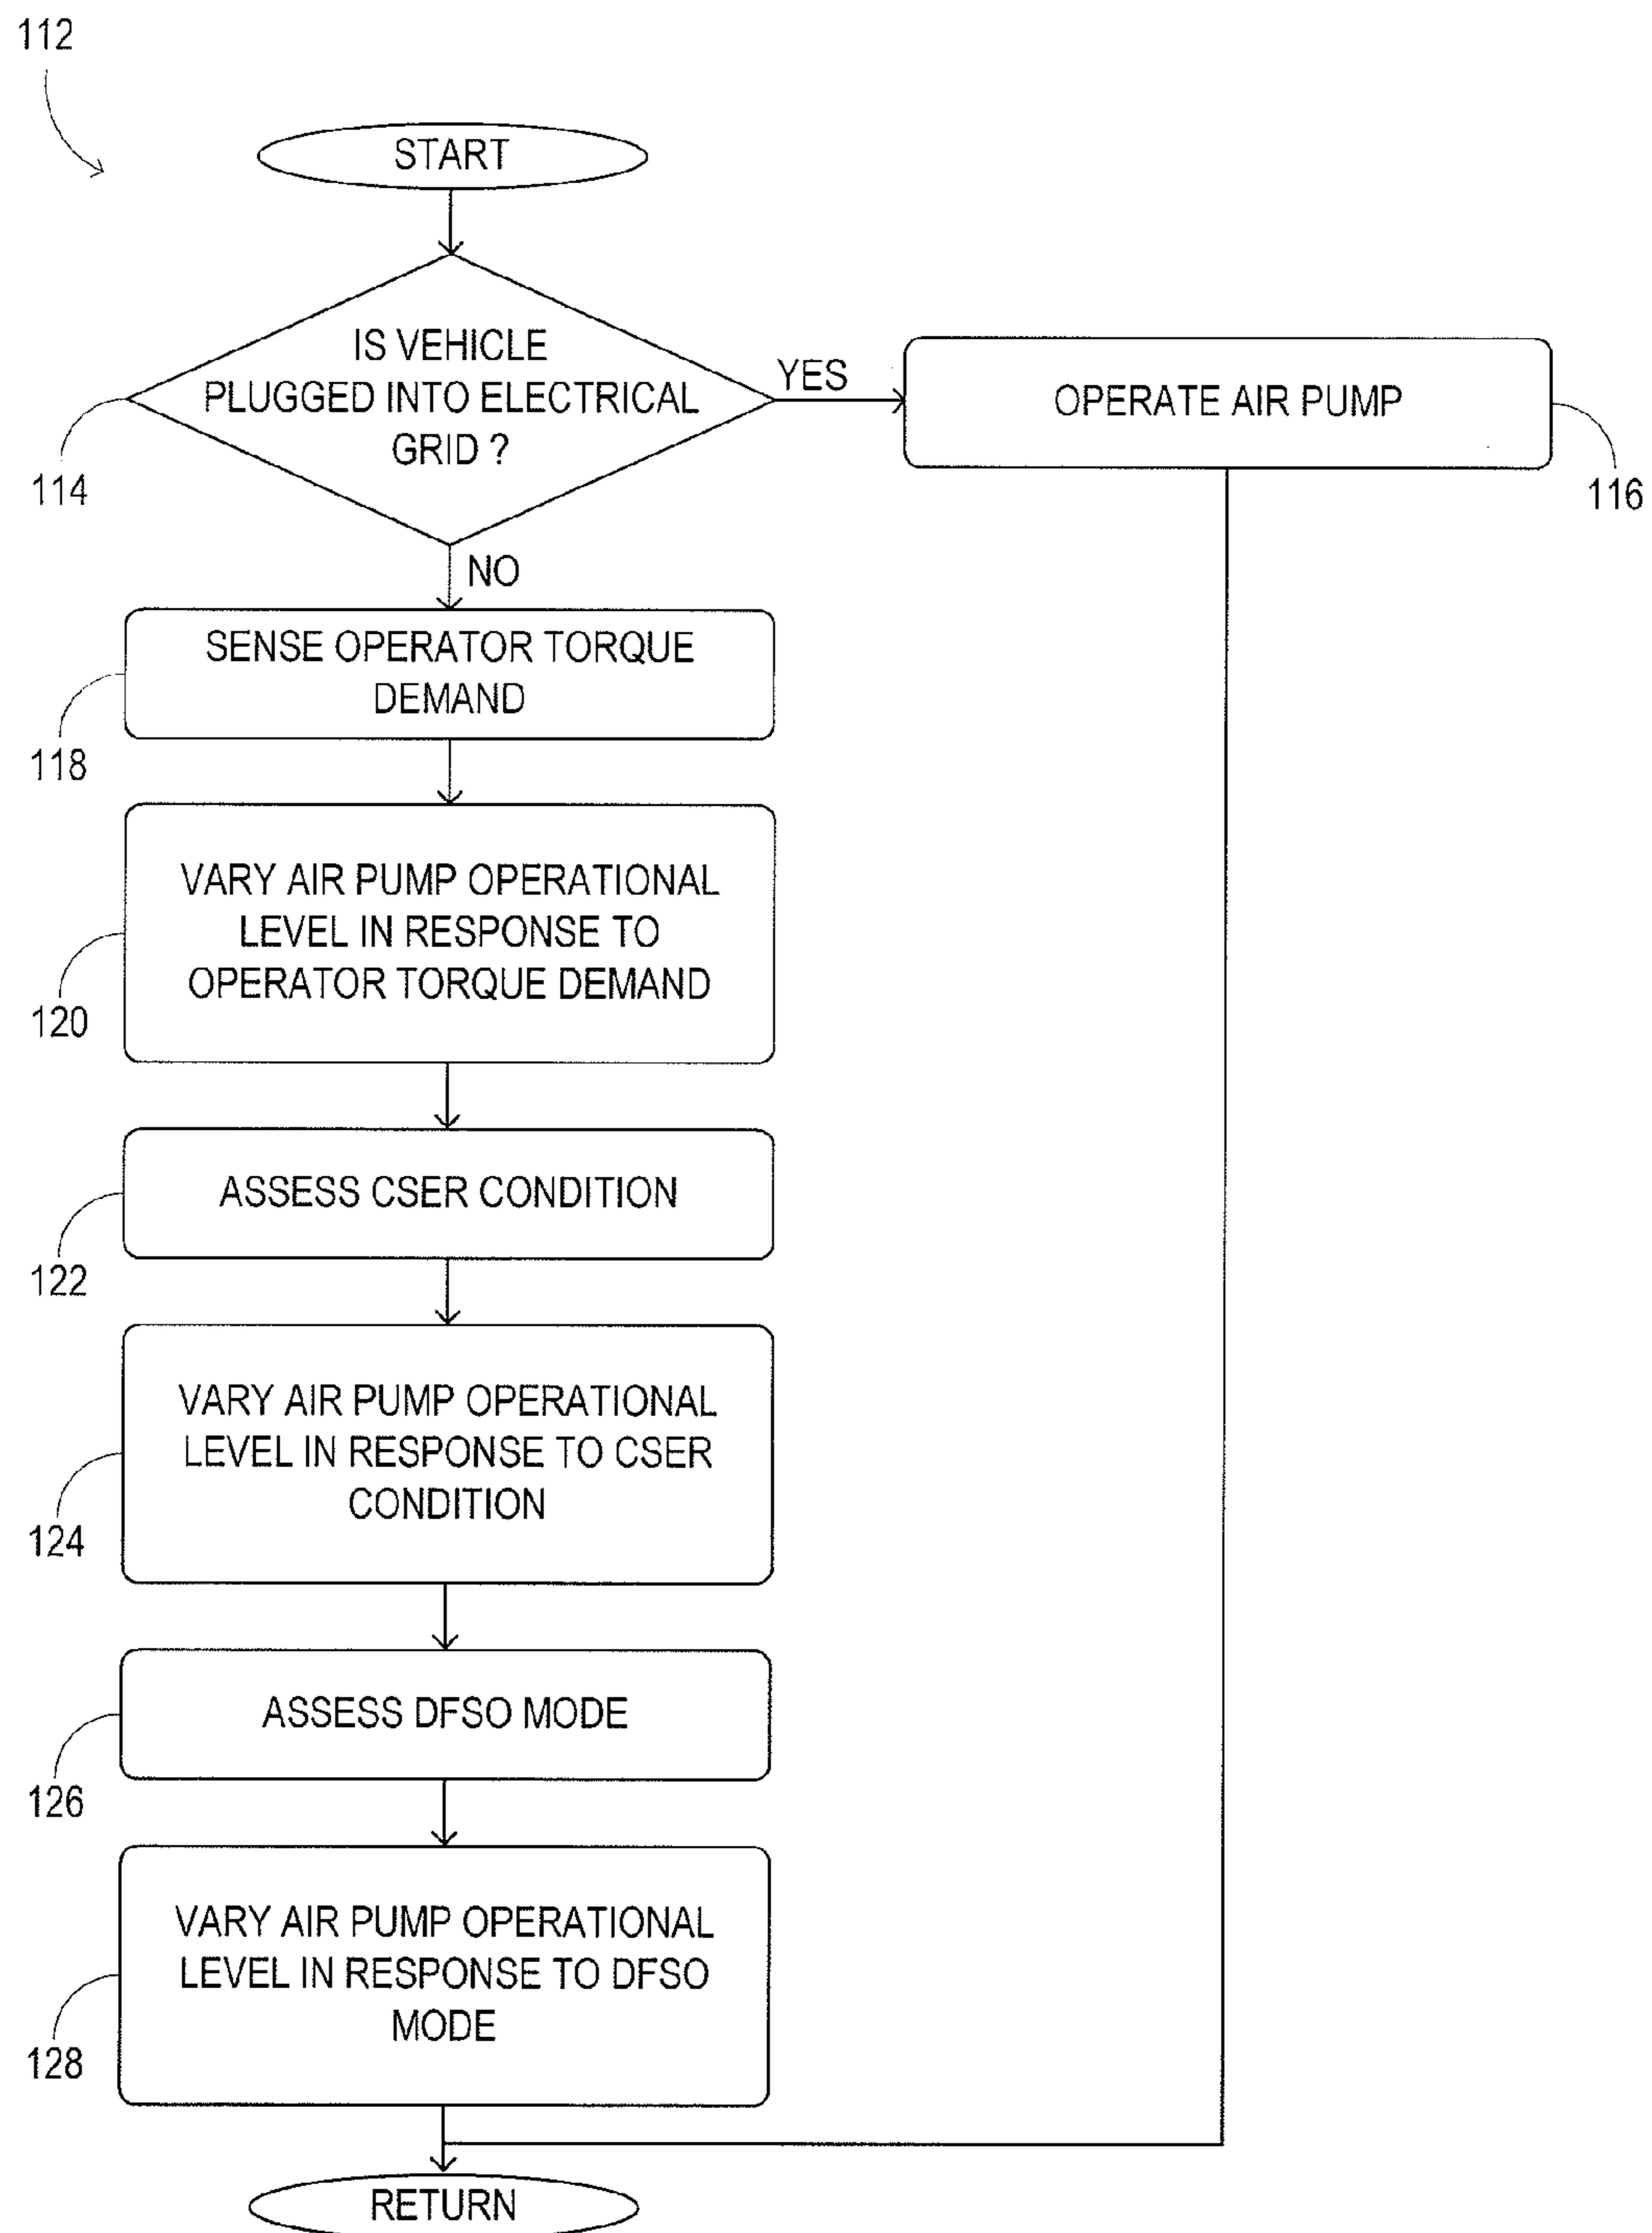 112
START
IS VEHICLE
PLUGGED INTO ELECTRICAL
GRID ?
YES
OPERATE AIR PUMP
114
116
NO
SENSE OPERATOR TORQUE
DEMAND
118
VARY AIR PUMP OPERATIONAL
LEVEL IN RESPONSE TO
OPERATOR TORQUE DEMAND
120
ASSESS CSER CONDITION
122
VARY AIR PUMP OPERATIONAL
LEVEL IN RESPONSE TO CSER
CONDITION
124
ASSESS DFSO MODE
126
VARY AIR PUMP OPERATIONAL
LEVEL IN RESPONSE TO DFSO
MODE
128
RETURN